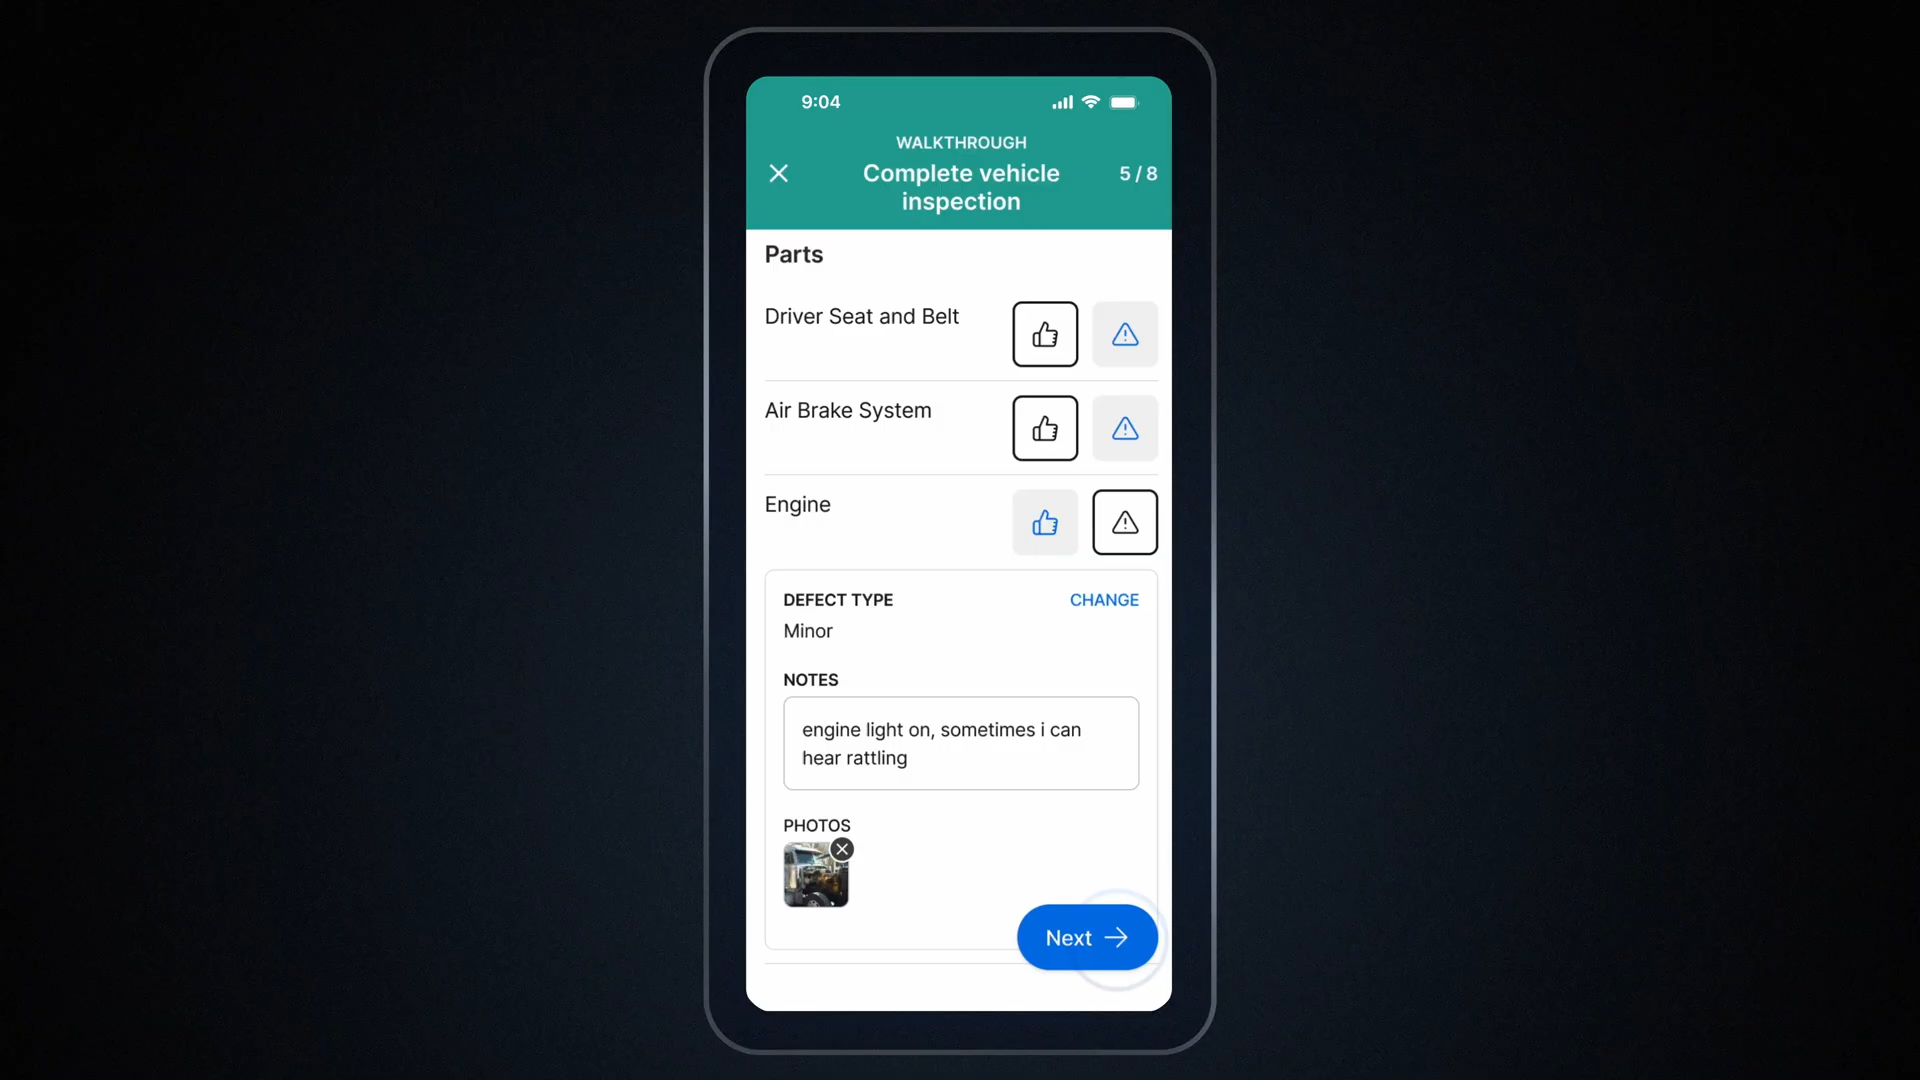 9:04
WALKTHROUGH
Complete vehicle
inspection
5 / 8
Parts
Driver Seat and Belt
Air Brake System
Engine
DEFECT TYPE
CHANGE
Minor
NOTES
engine light on, sometimes i can
hear rattling
PHOTOS
Next